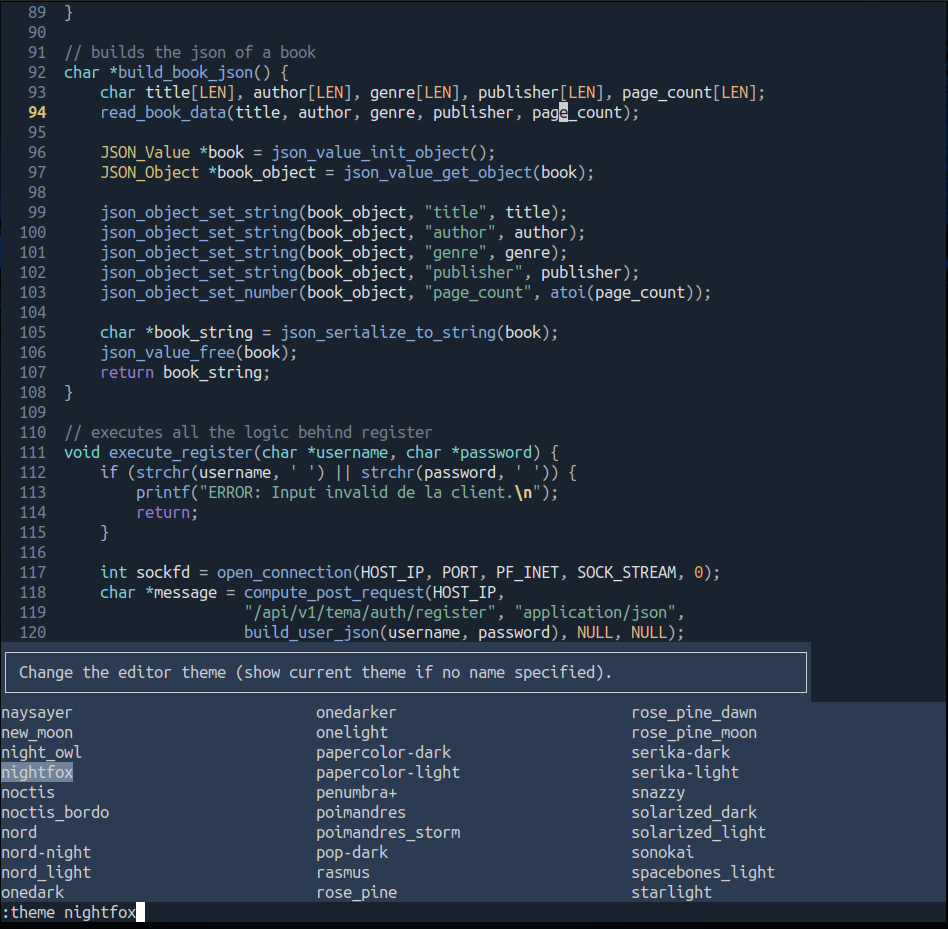 89 }
90
91 // builds the json of a book
92 char *build_book_json() {
93     char title[LEN], author[LEN], genre[LEN], publisher[LEN], page_count[LEN];
94     read_book_data(title, author, genre, publisher, page_count);
95
96     JSON_Value *book = json_value_init_object();
97     JSON_Object *book_object = json_value_get_object(book);
98
99     json_object_set_string(book_object, "title", title);
100     json_object_set_string(book_object, "author", author);
101     json_object_set_string(book_object, "genre", genre);
102     json_object_set_string(book_object, "publisher", publisher);
103     json_object_set_number(book_object, "page_count", atoi(page_count));
104
105     char *book_string = json_serialize_to_string(book);
106     json_value_free(book);
107     return book_string;
108 }
109
110 // executes all the logic behind register
111 void execute_register(char *username, char *password) {
112     if (strchr(username, ' ') || strchr(password, ' ')) {
113         printf("ERROR: Input invalid de la client.\n");
114         return;
115     }
116
117     int sockfd = open_connection(HOST_IP, PORT, PF_INET, SOCK_STREAM, 0);
118     char *message = compute_post_request(HOST_IP,
119                     "/api/v1/tema/auth/register", "application/json",
120                     build_user_json(username, password), NULL, NULL);
Change the editor theme (show current theme if no name specified).
naysayer onedarker rose_pine_dawn
new_moon onelight rose_pine_moon
night_owl papercolor-dark serika-dark
nightfox papercolor-light serika-light
noctis penumbra+ snazzy
noctis_bordo poimandres solarized_dark
nord poimandres_storm solarized_light
nord-night pop-dark sonokai
nord_light rasmus spacebones_light
onedark rose_pine starlight
:theme nightfox